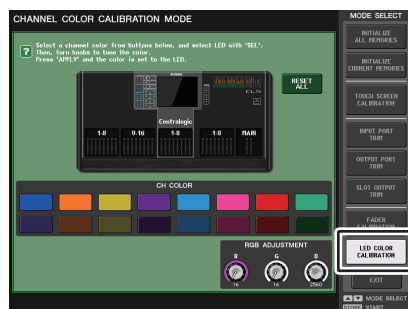 CHANNEL COLOR CALIBRATION MODE
MODE SELECT
Select a channel color from buttons below, and select LED with "SEL".
Then, turn knobs to tune the color.
Press 'APPLY' and the color is set to the LED.
RESET
ALL
Centralogic
1-8
9-16
1-8
1-8
MAIN
CH COLOR
RGB ADJUSTMENT
R
G
B
16
16
2560
INITIALIZE
ALL MEMORIES
INITIALIZE
CURRENT MEMORIES
TOUCH SCREEN
CALIBRATION
INPUT PORT
TRIM
OUTPUT PORT
TRIM
SLOT OUTPUT
TRIM
FADER
CALIBRATION
LED COLOR
CALIBRATION
EXIT
MODE SELECT
START